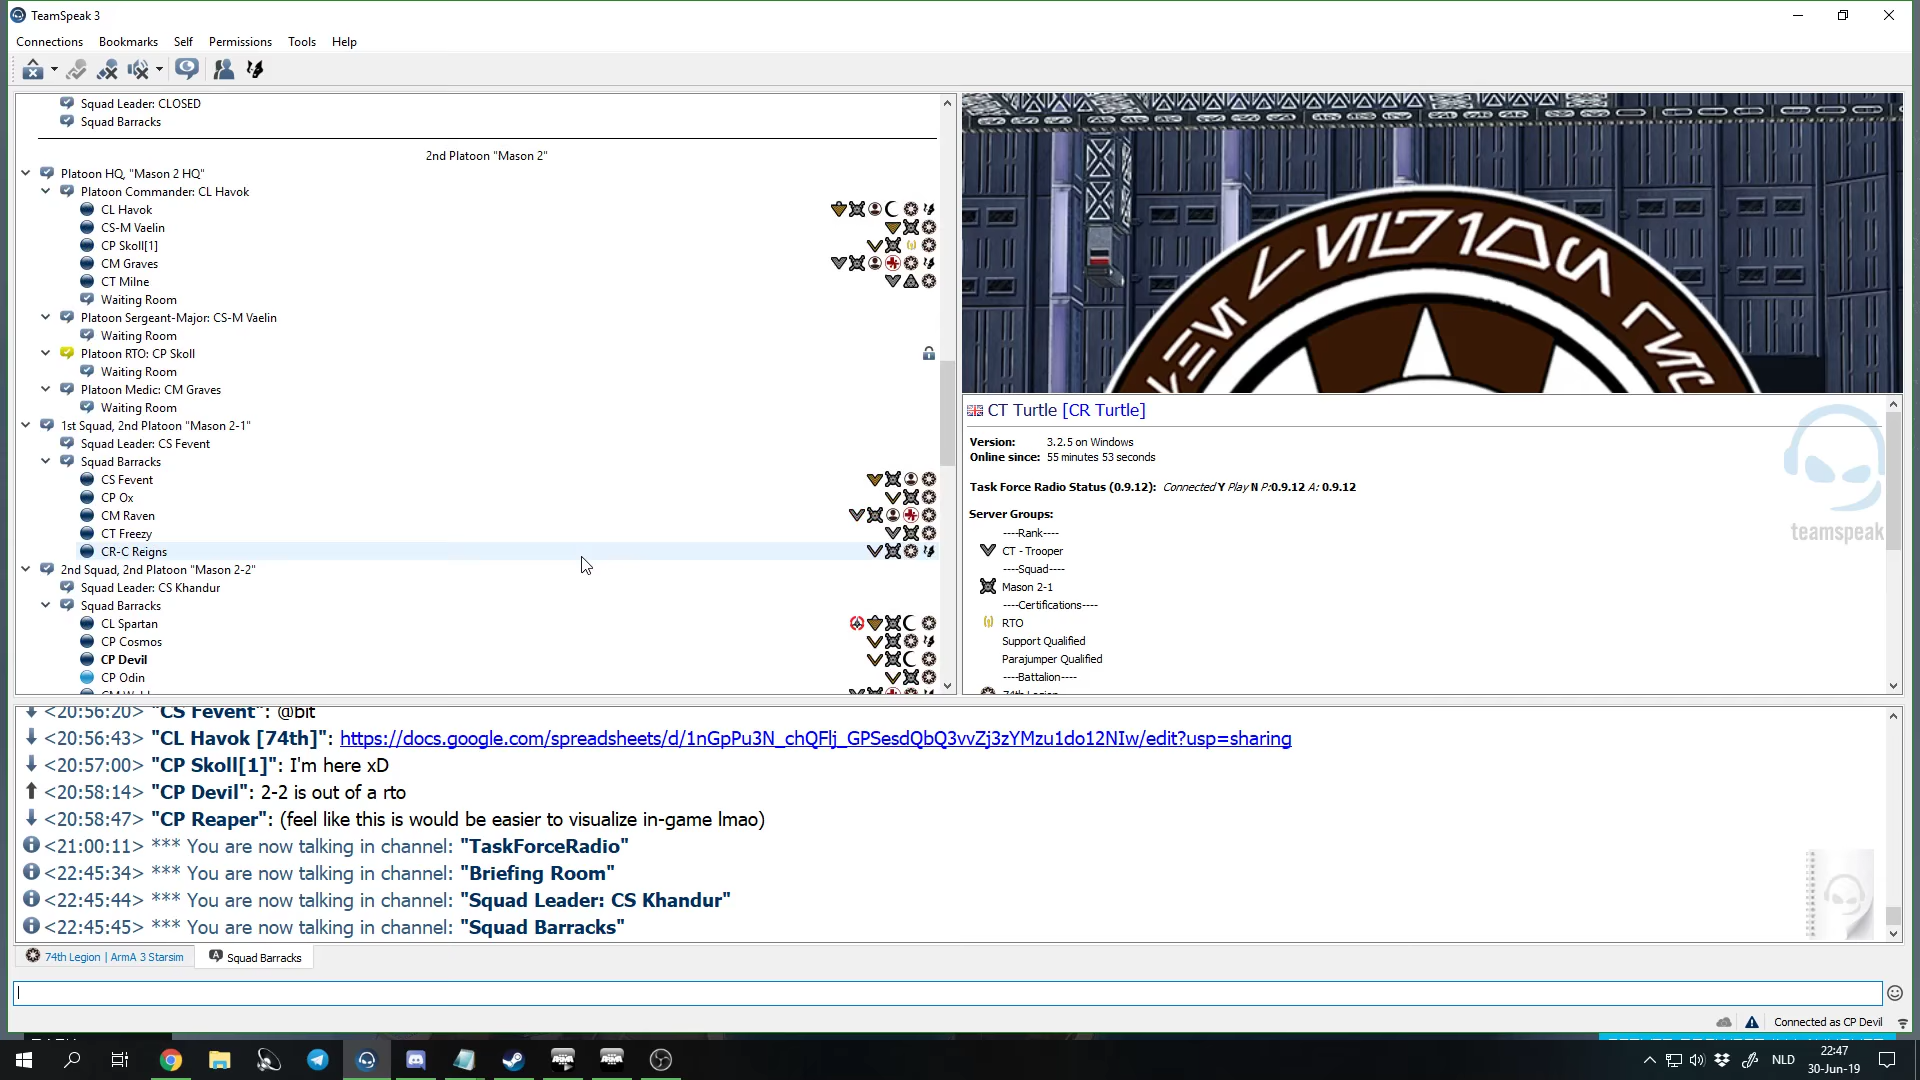 TeamSpeak 3
Connections Bookmarks Self Permissions Tools Help
Squad Leader: CLOSED
Squad Barracks
2nd Platoon "Mason 2"
Platoon HQ, "Mason 2 HQ"
Platoon Commander: CL Havok
CL Havok
CS-M Vaelin
CP Skoll[1]
CM Graves
CT Milne
Waiting Room
Platoon Sergeant-Major: CS-M Vaelin
Waiting Room
Platoon RTO: CP Skoll
Waiting Room
Platoon Medic: CM Graves
Waiting Room
1st Squad, 2nd Platoon "Mason 2-1"
Squad Leader: CS Fevent
Squad Barracks
CS Fevent
CP Ox
CM Raven
CT Freezy
CR-C Reigns
2nd Squad, 2nd Platoon "Mason 2-2"
Squad Leader: CS Khandur
Squad Barracks
CL Spartan
CP Cosmos
CP Devil
CP Odin
CT Turtle [CR Turtle]
Version: 3.2.5 on Windows
Online since: 55 minutes 53 seconds
Task Force Radio Status (0.9.12): Connected Y Play N P:0.9.12 A: 0.9.12
Server Groups:
----Rank----
CT - Trooper
----Squad----
Mason 2-1
----Certifications----
RTO
Support Qualified
Parajumper Qualified
----Battalion----
74th Legion
teamspeak
<20:56:20> "CS Fevent": @bit
<20:56:43> "CL Havok [74th]": https://docs.google.com/spreadsheets/d/1nGpPu3N_chQFlj_GPSesdQbQ3vvZj3zYMzu1do12NIw/edit?usp=sharing
<20:57:00> "CP Skoll[1]": I'm here xD
<20:58:14> "CP Devil": 2-2 is out of a rto
<20:58:47> "CP Reaper": (feel like this is would be easier to visualize in-game lmao)
<21:00:11> *** You are now talking in channel: "TaskForceRadio"
<22:45:34> *** You are now talking in channel: "Briefing Room"
<22:45:44> *** You are now talking in channel: "Squad Leader: CS Khandur"
<22:45:45> *** You are now talking in channel: "Squad Barracks"
74th Legion | ArmA 3 Starsim
Squad Barracks
Connected as CP Devil
NLD
22:47
30-Jun-19